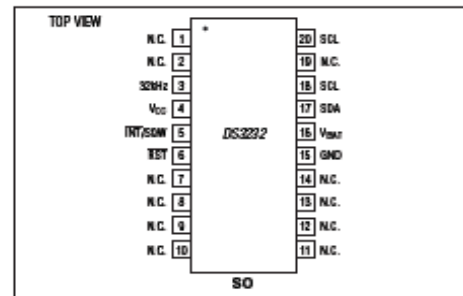 TOP VIEW
N.C. 1
N.C. 2
32kHz 3
VCC 4
INT/SQW 5
RST 6
N.C. 7
N.C. 8
N.C. 9
N.C. 10
DS3232
20 SCL
19 N.C.
18 SCL
17 SDA
16 VBAT
15 GND
14 N.C.
13 N.C.
12 N.C.
11 N.C.
SO